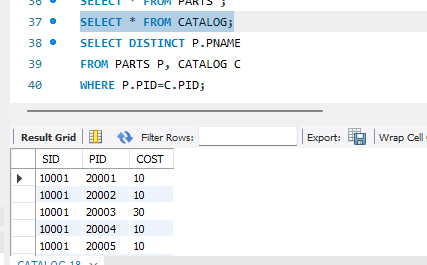 36 SELECT * FROM PARTS ;
37 SELECT * FROM CATALOG;
38 SELECT DISTINCT P.PNAME
39 FROM PARTS P, CATALOG C
40 WHERE P.PID=C.PID;
Result Grid Filter Rows: Export: Wrap Cell
SID PID COST
10001 20001 10
10001 20002 10
10001 20003 30
10001 20004 10
10001 20005 10
CATALOG 18